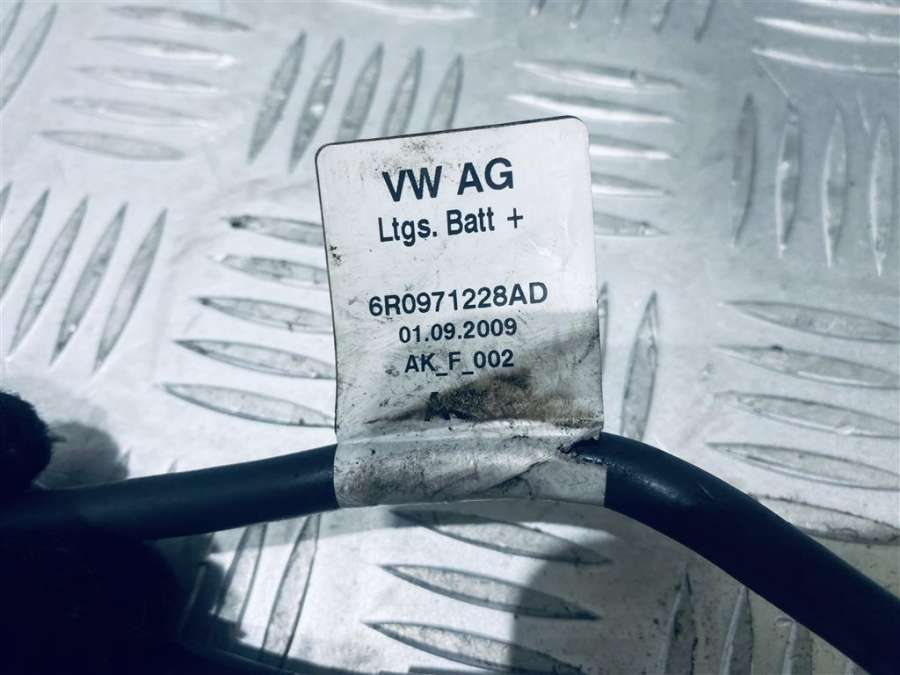 VW AG
Ltgs. Batt +
6R0971228AD
01.09.2009
AK_F_002